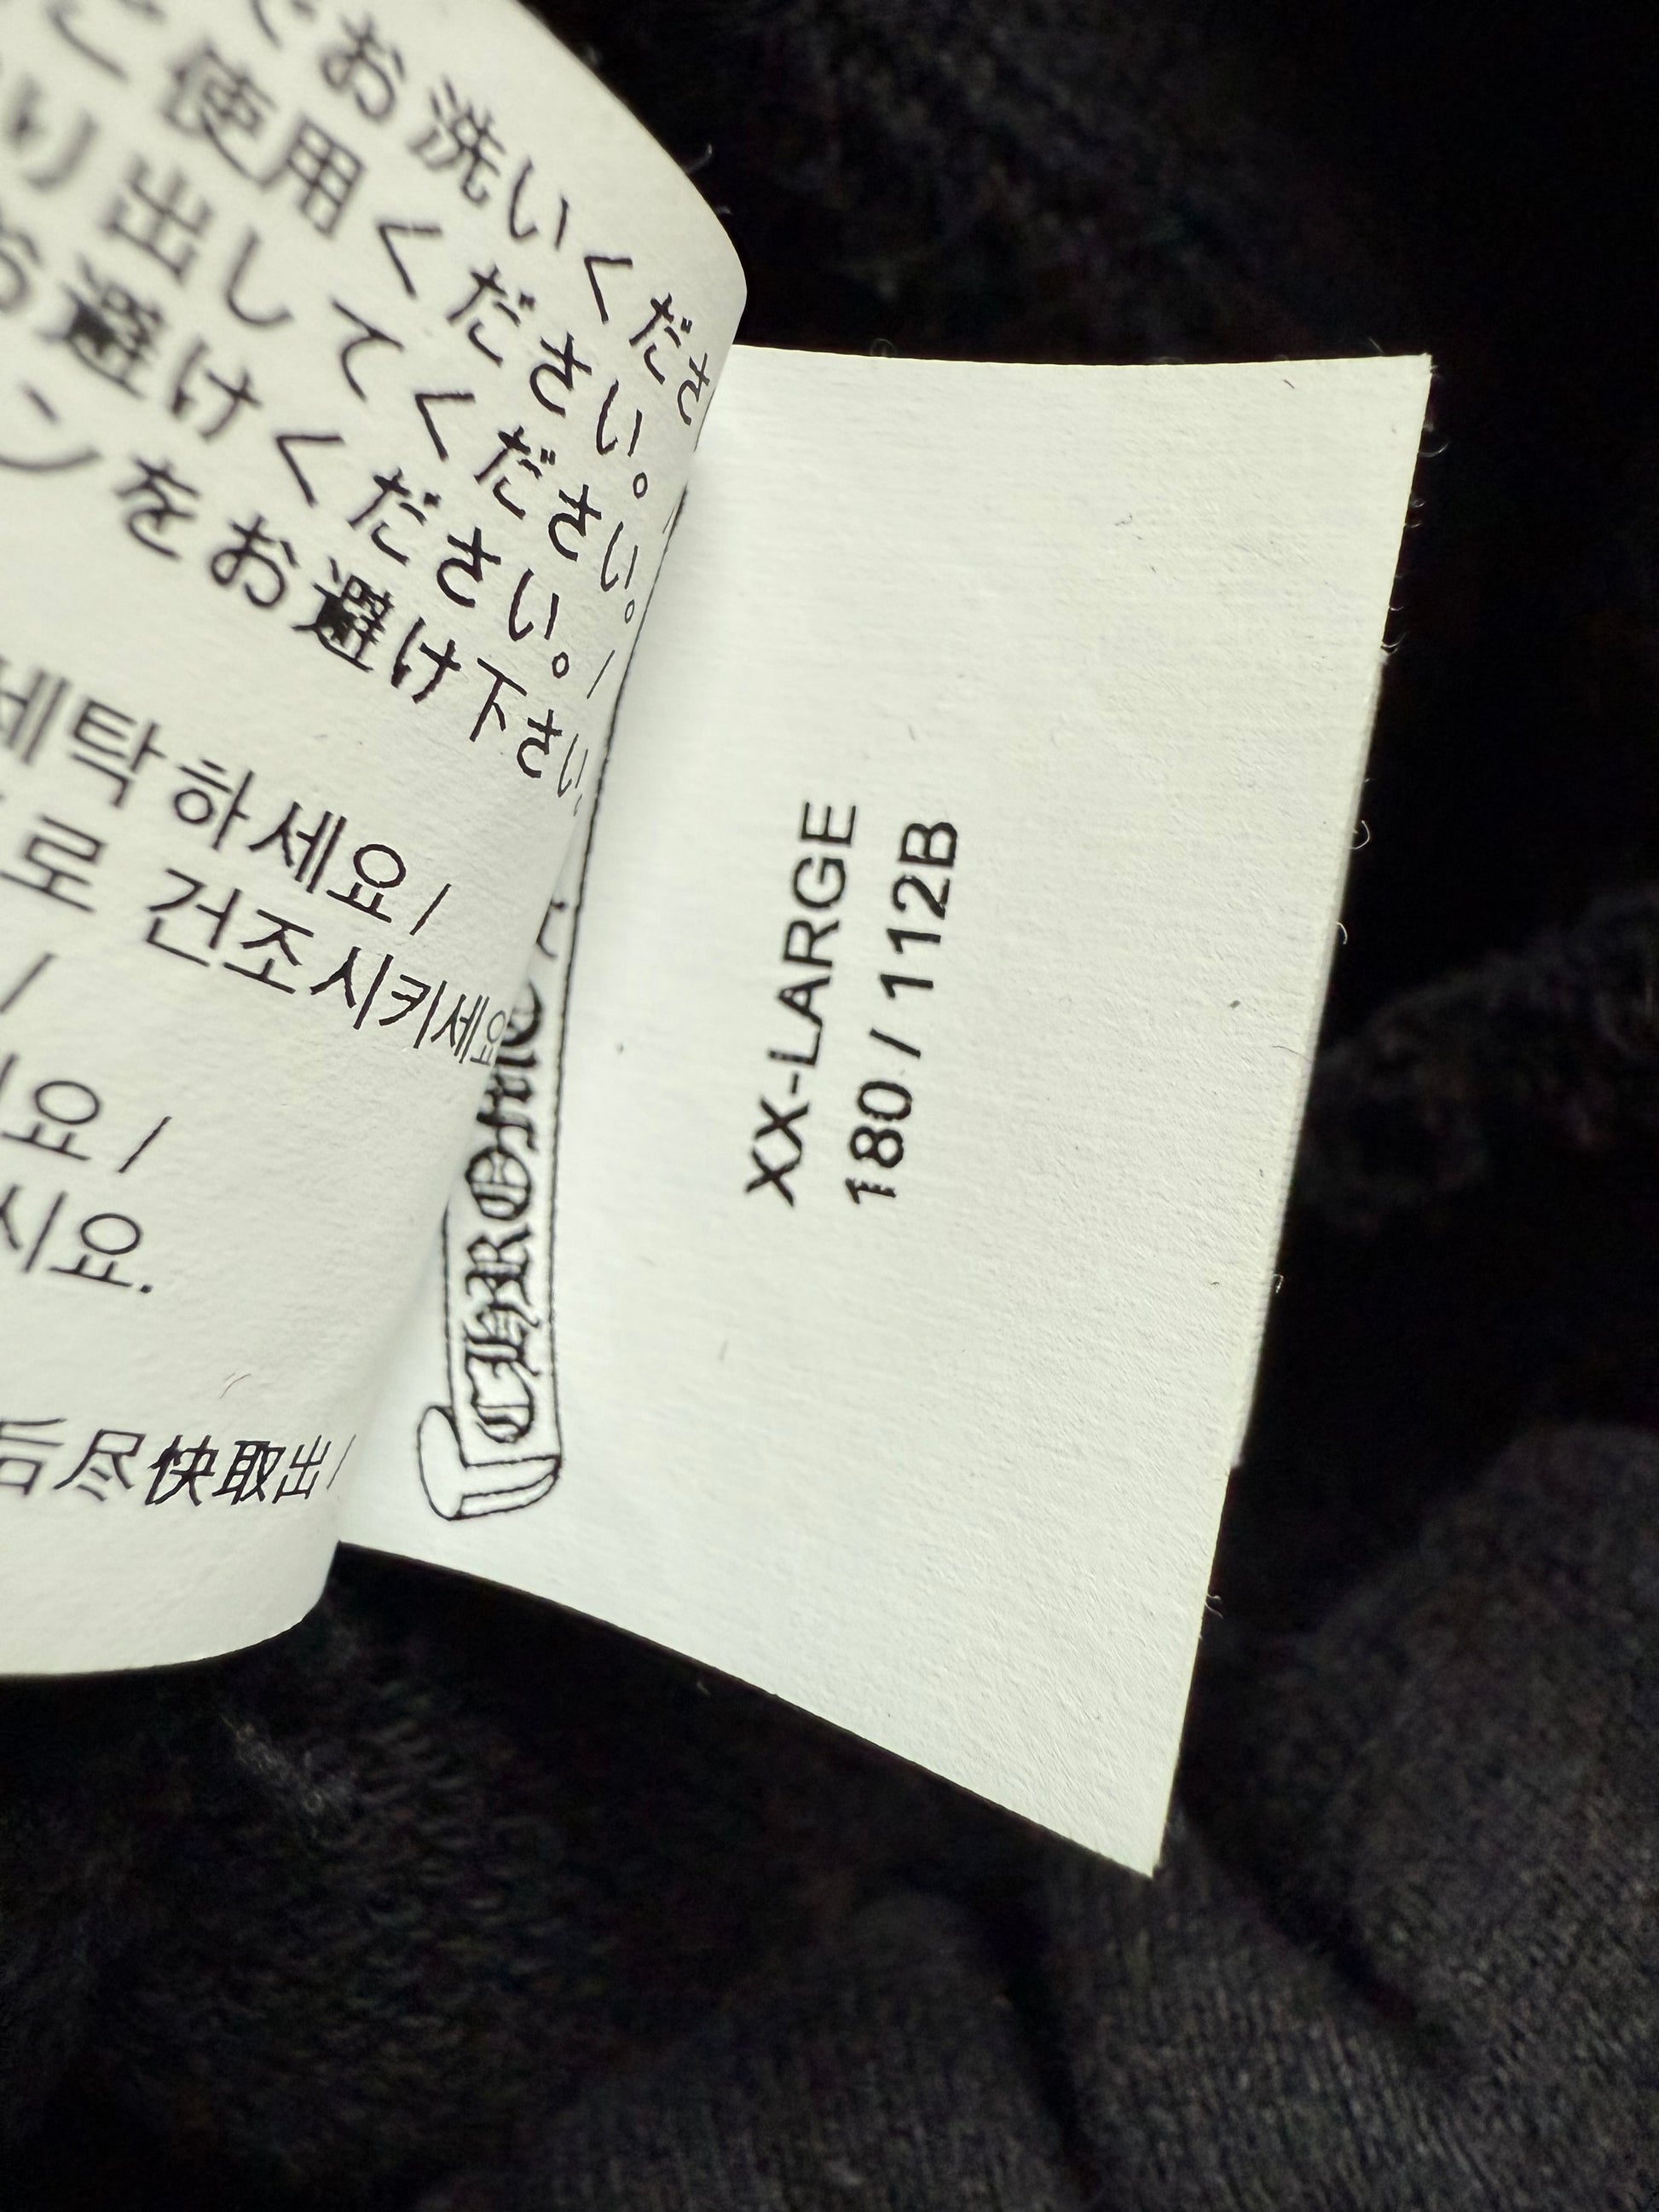 でお洗いくださ
ご使用ください。
り出してください。/
お避けください。/
ンをお避け下さい。
세탁하세요/
로 건조시키세요
/
요/
시요.
后尽快取出/
CHROME
XX-LARGE
180 / 112B